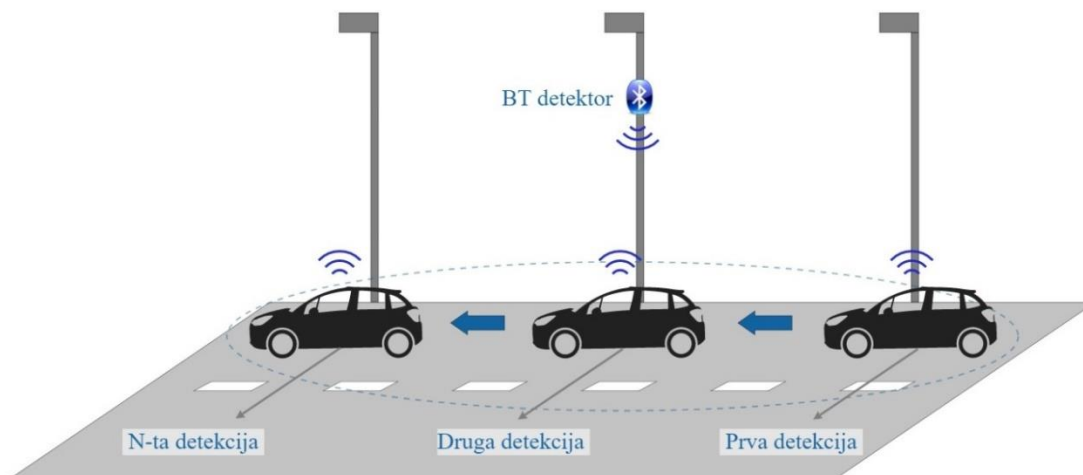 BT detektor
N-ta detekcija
Druga detekcija
Prva detekcija